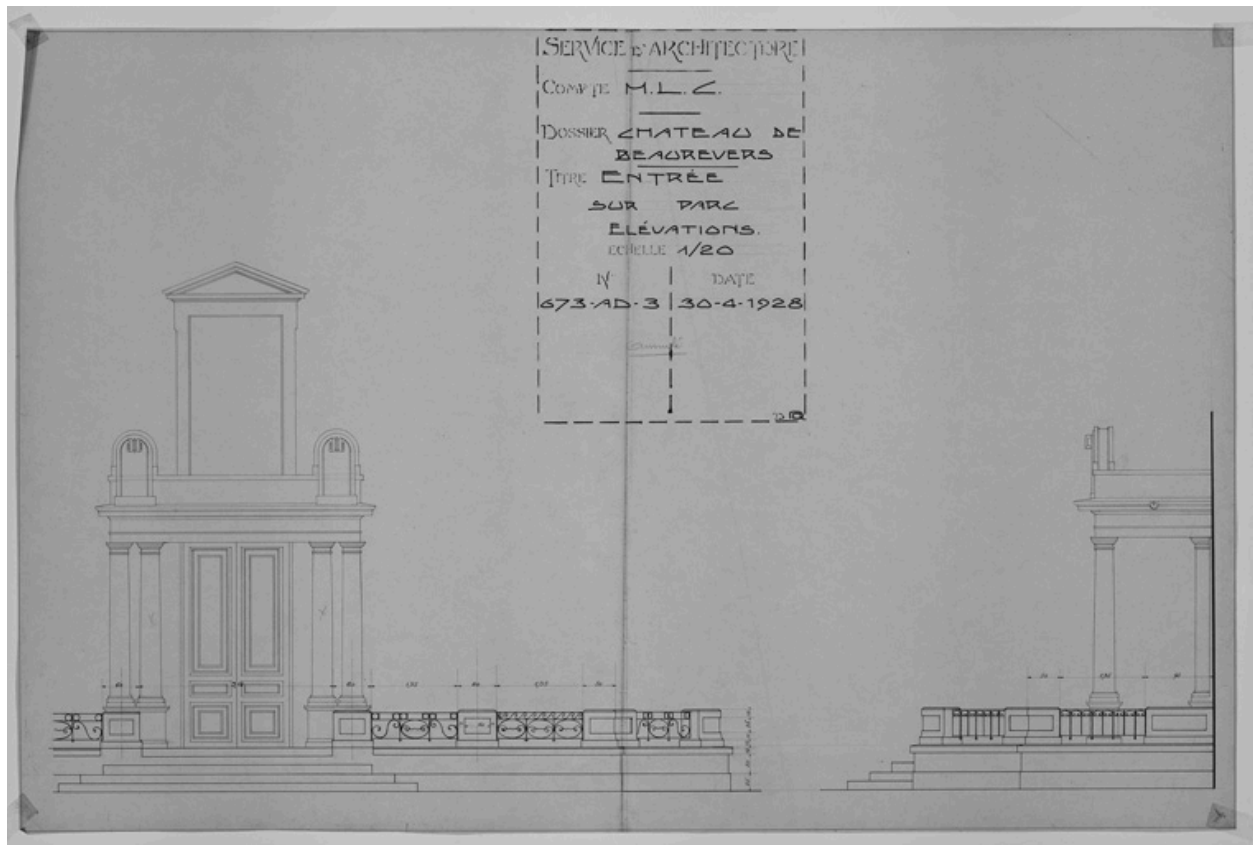 SERVICE D'ARCHITECTURE
COMPTE M.L.C.
DOSSIER CHATEAU DE
BEAUREVERS
TITRE ENTRÉE
SUR PARC
ELÉVATIONS.
ECHELLE 1/20
N° DATE
673-AD-3 30-4-1928